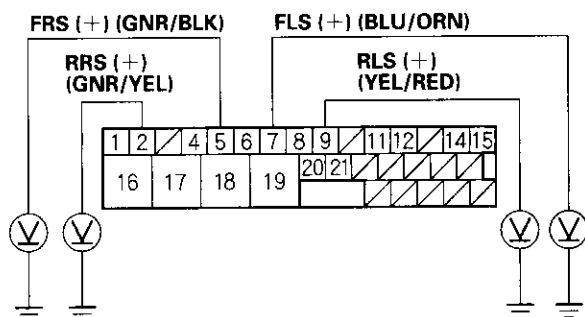 FRS (+) (GNR/BLK)
FLS (+) (BLU/ORN)
RRS (+)
(GNR/YEL)
RLS (+)
(YEL/RED)
1 2 4 5 6 7 8 9 11 12 14 15
16 17 18 19 20 21
V V V V